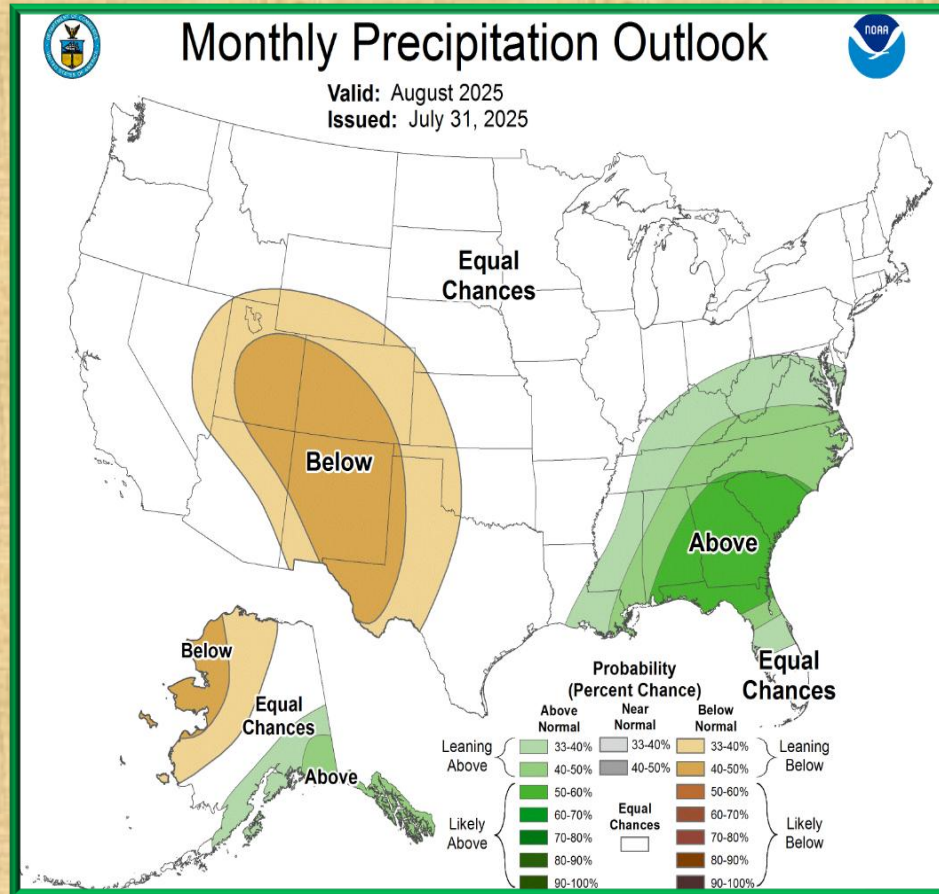 Monthly Precipitation Outlook
NOAA
Valid: August 2025
Issued: July 31, 2025
Equal
Chances
Below
Above
Below
Equal
Chances
Above
Equal
Chances
Probability
(Percent Chance)
Above
Normal
Near
Normal
Below
Normal
Leaning
Above
33-40%
33-40%
33-40%
Leaning
Below
40-50%
40-50%
40-50%
Likely
Above
50-60%
Equal
Chances
50-60%
Likely
Below
60-70%
60-70%
70-80%
70-80%
80-90%
80-90%
90-100%
90-100%